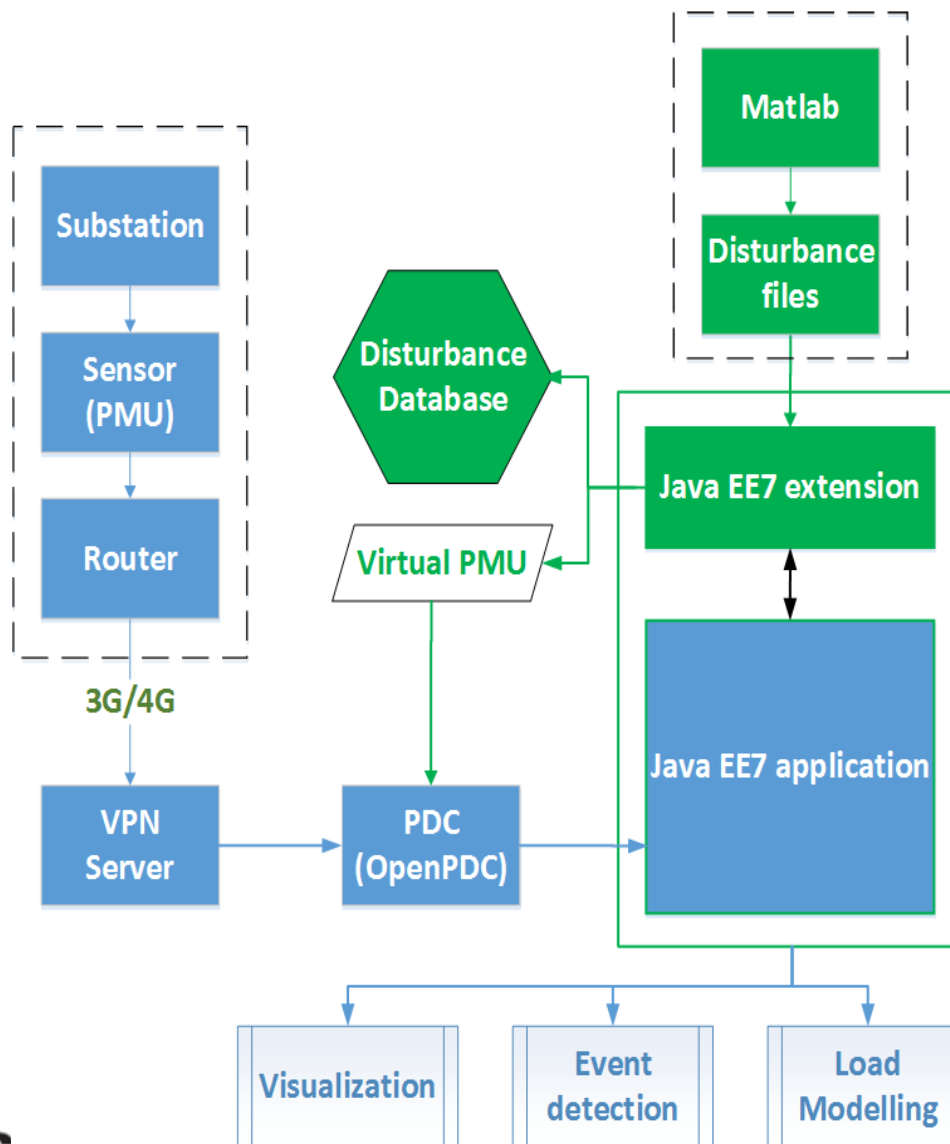 Matlab
Substation
Disturbance
files
Disturbance
Database
Sensor
(PMU)
Java EE7 extension
Router
Virtual PMU
3G/4G
Java EE7 application
VPN
Server
PDC
(OpenPDC)
Visualization
Event
detection
Load
Modelling